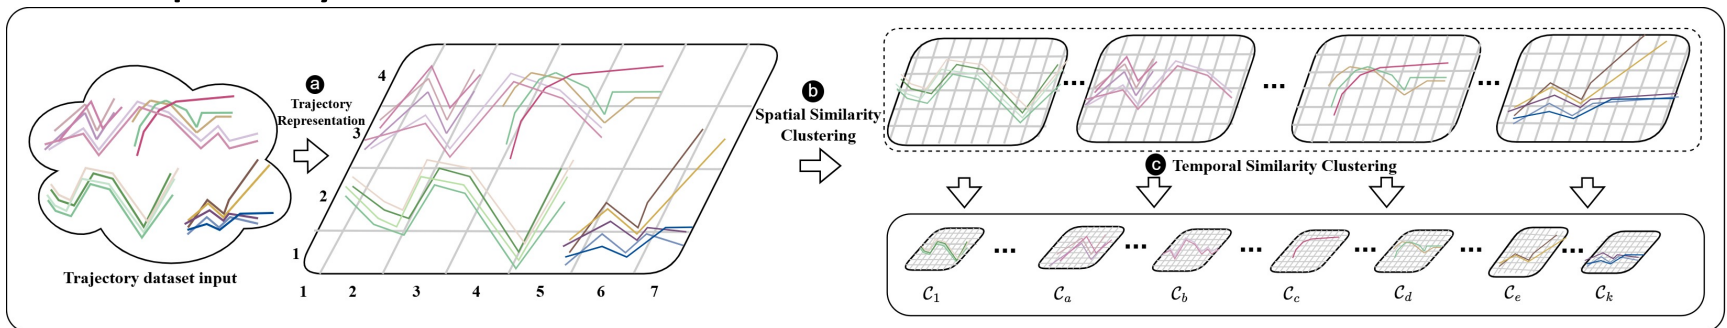 a
Trajectory
Representation
Trajectory dataset input
4
3
2
1
1 2 3 4 5 6 7
b
Spatial Similarity
Clustering
... ... ...
c Temporal Similarity Clustering
... ... ... ... ... 
C1 Ca Cb Cc Cd Ce Ck